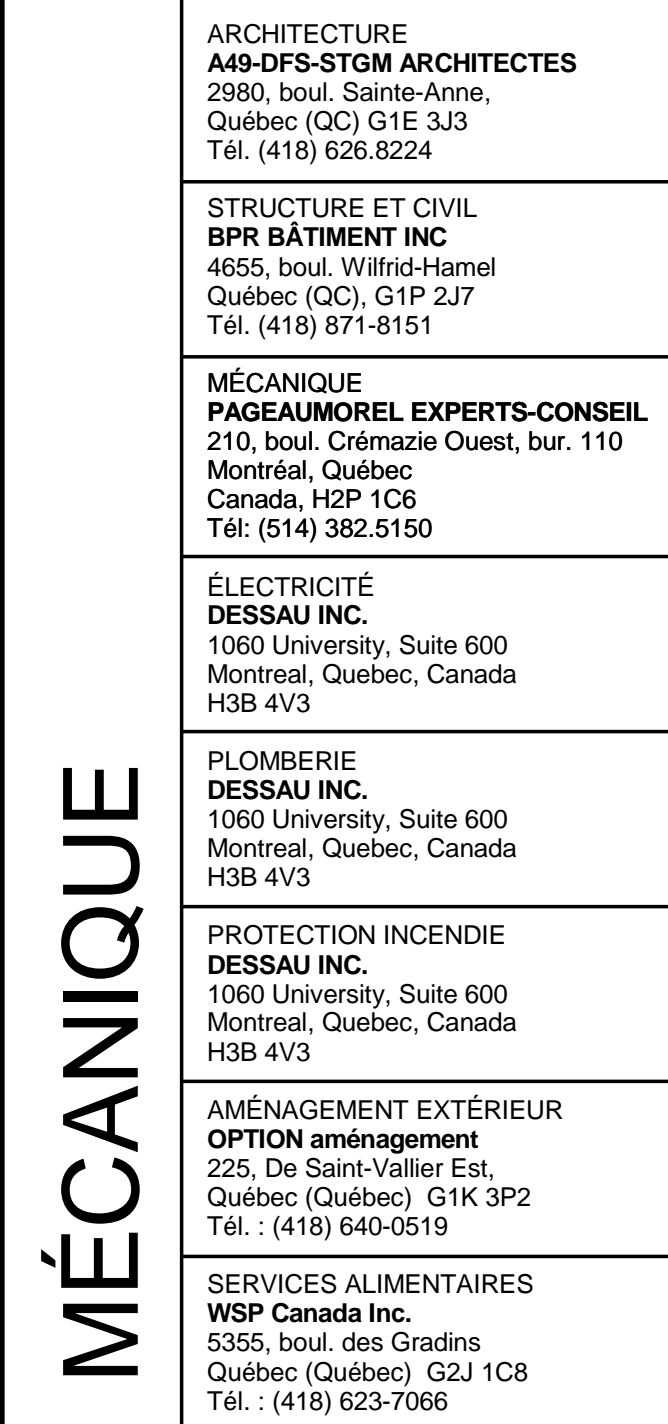 MÉCANIQUE
ARCHITECTURE
A49-DFS-STGM ARCHITECTES
2980, boul. Sainte-Anne,
Québec (QC) G1E 3J3
Tél. (418) 626.8224
STRUCTURE ET CIVIL
BPR BÂTIMENT INC
4655, boul. Wilfrid-Hamel
Québec (QC), G1P 2J7
Tél. (418) 871-8151
MÉCANIQUE
PAGEAUMOREL EXPERTS-CONSEIL
210, boul. Crémazie Ouest, bur. 110
Montréal, Québec
Canada, H2P 1C6
Tél: (514) 382.5150
ÉLECTRICITÉ
DESSAU INC.
1060 University, Suite 600
Montreal, Quebec, Canada
H3B 4V3
PLOMBERIE
DESSAU INC.
1060 University, Suite 600
Montreal, Quebec, Canada
H3B 4V3
PROTECTION INCENDIE
DESSAU INC.
1060 University, Suite 600
Montreal, Quebec, Canada
H3B 4V3
AMÉNAGEMENT EXTÉRIEUR
OPTION aménagement
225, De Saint-Vallier Est,
Québec (Québec)  G1K 3P2
Tél. : (418) 640-0519
SERVICES ALIMENTAIRES
WSP Canada Inc.
5355, boul. des Gradins
Québec (Québec)  G2J 1C8
Tél. : (418) 623-7066